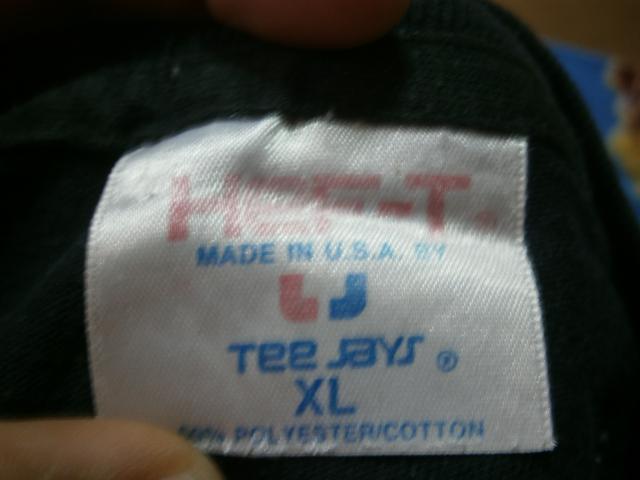 HEF-T
MADE IN U.S.A. BY
TEE JAYS ®
XL
POLYESTER/COTTON